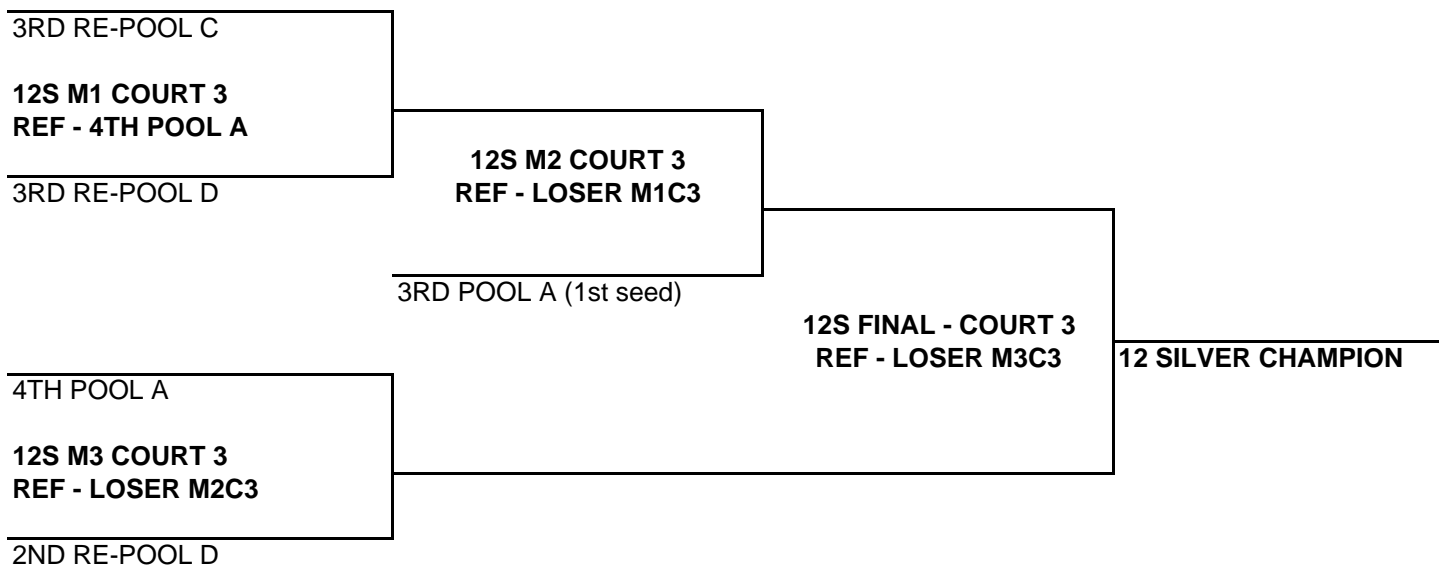 3RD RE-POOL C
12S M1 COURT 3
REF - 4TH POOL A
3RD RE-POOL D
12S M2 COURT 3
REF - LOSER M1C3
3RD POOL A (1st seed)
12S FINAL - COURT 3
REF - LOSER M3C3
12 SILVER CHAMPION
4TH POOL A
12S M3 COURT 3
REF - LOSER M2C3
2ND RE-POOL D